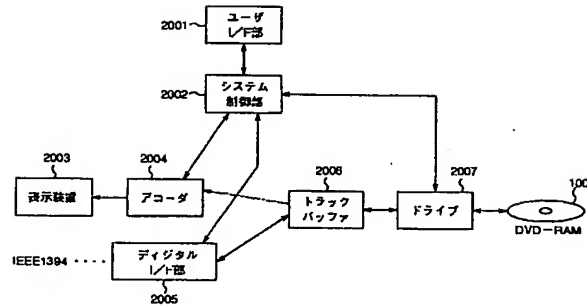 2001
ユーザ
I/F部
2002
システム
制御部
2003
表示装置
2004
アコーダ
2006
トラック
バッファ
2007
ドライブ
100
DVD-RAM
IEEE1394
ディジタル
I/F部
2005